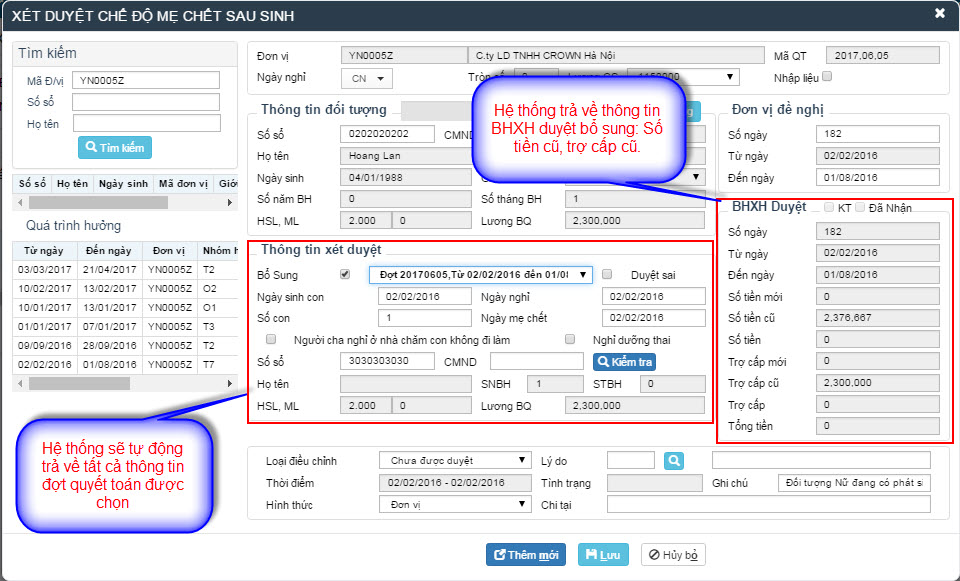 XÉT DUYỆT CHẾ ĐỘ MẸ CHẾT SAU SINH
Tìm kiếm
Mã Đ/vị YN0005Z
Số sổ
Họ tên
Tìm kiếm
Số sổ Họ tên Ngày sinh Mã đơn vị Giới
Quá trình hưởng
Từ ngày Đến ngày Đơn vị Nhóm h
03/03/2017 21/04/2017 YN0005Z T2
10/02/2017 13/02/2017 YN0005Z O2
10/01/2017 13/01/2017 YN0005Z O1
01/01/2017 07/01/2017 YN0005Z T3
09/09/2016 28/09/2016 YN0005Z T2
02/02/2016 01/08/2016 YN0005Z T7
Hệ thống sẽ tự động
trả về tất cả thông tin
đợt quyết toán được
chọn
Đơn vị YN0005Z C.ty LD TNHH CROWN Hà Nội Mã QT 2017,06,05
Ngày nghỉ CN Nhập liệu
Hệ thống trả về thông tin
BHXH duyệt bổ sung: Số
tiền cũ, trợ cấp cũ.
Thông tin đối tượng
Số sổ 0202020202 CMND
Họ tên Hoang Lan
Ngày sinh 04/01/1988
Số năm BH 0 Số tháng BH 1
HSL, ML 2.000 0 Lương BQ 2,300,000
Đơn vị đề nghị
Số ngày 182
Từ ngày 02/02/2016
Đến ngày 01/08/2016
Thông tin xét duyệt
Bổ Sung Đợt 20170605,Từ 02/02/2016 đến 01/0 Duyệt sai
Ngày sinh con 02/02/2016 Ngày nghỉ 02/02/2016
Số con 1 Ngày mẹ chết 02/02/2016
Người cha nghỉ ở nhà chăm con không đi làm Nghỉ dưỡng thai
Số sổ 3030303030 CMND Kiểm tra
Họ tên SNBH 1 STBH 0
HSL, ML 2.000 0 Lương BQ 2,300,000
BHXH Duyệt KT Đã Nhận
Số ngày 182
Từ ngày 02/02/2016
Đến ngày 01/08/2016
Số tiền mới 0
Số tiền cũ 2,376,667
Số tiền 0
Trợ cấp mới 0
Trợ cấp cũ 2,300,000
Trợ cấp 0
Tổng tiền 0
Loại điều chỉnh Chưa được duyệt Lý do
Thời điểm 02/02/2016 - 02/02/2016 Tình trạng Ghi chú Đối tượng Nữ đang có phát si
Hình thức Đơn vị Chi tại
Thêm mới Lưu Hủy bỏ